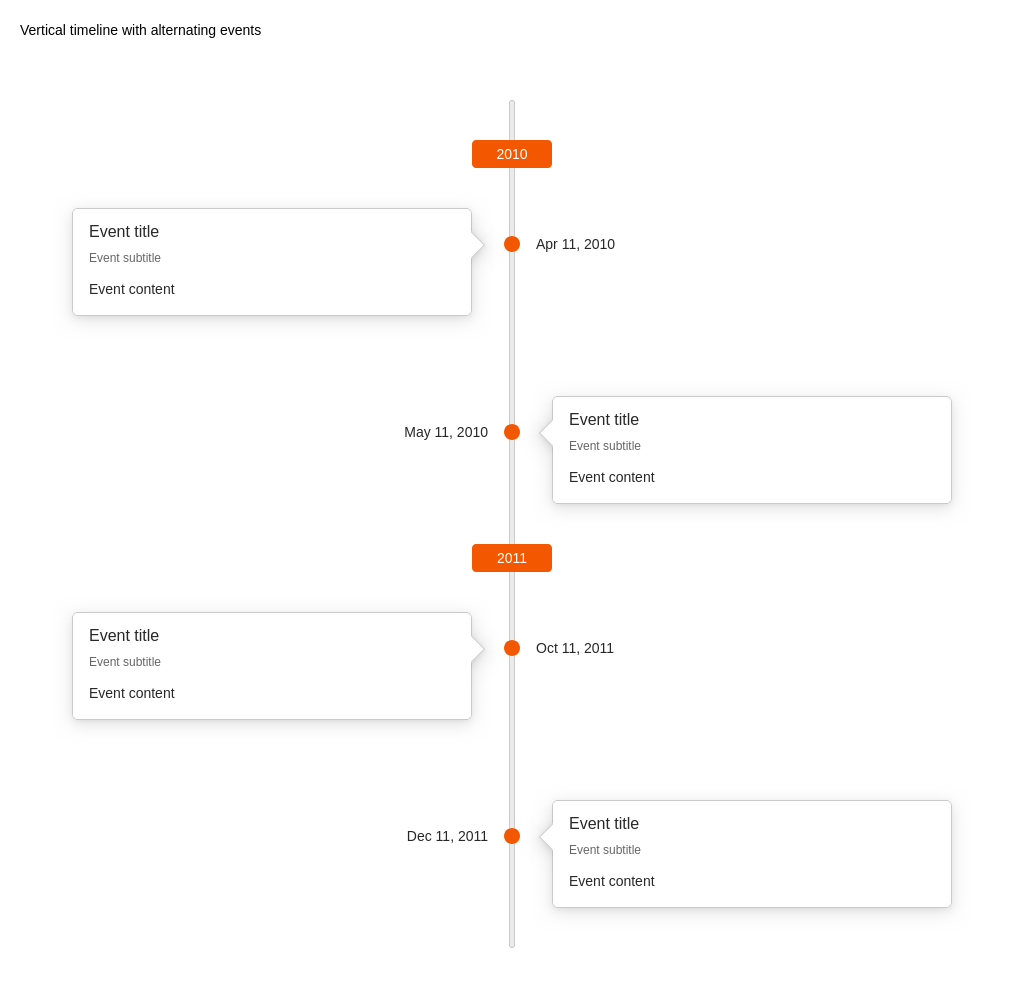 Vertical timeline with alternating events
2010
Event title
Event subtitle
Event content
Apr 11, 2010
May 11, 2010
Event title
Event subtitle
Event content
2011
Event title
Event subtitle
Event content
Oct 11, 2011
Dec 11, 2011
Event title
Event subtitle
Event content